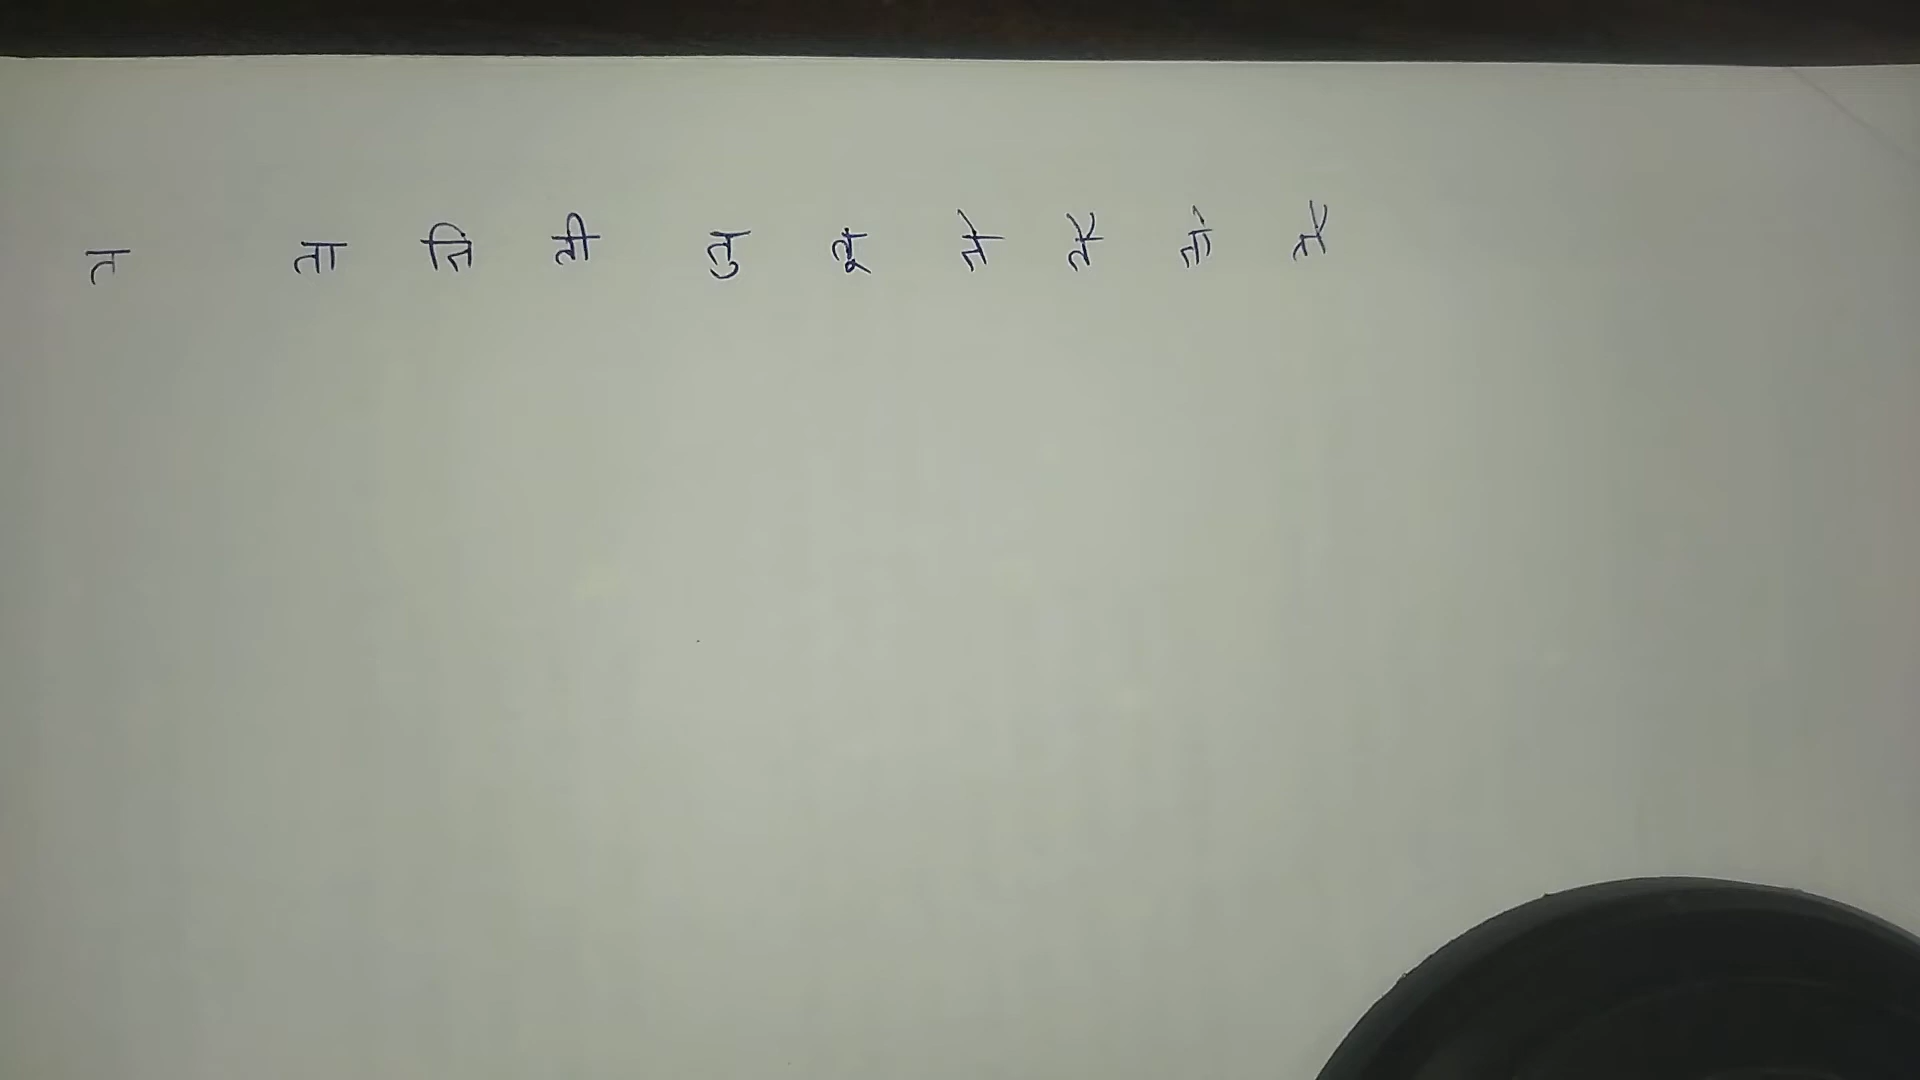 त ता ति ती तु तू ते तै तो तौ